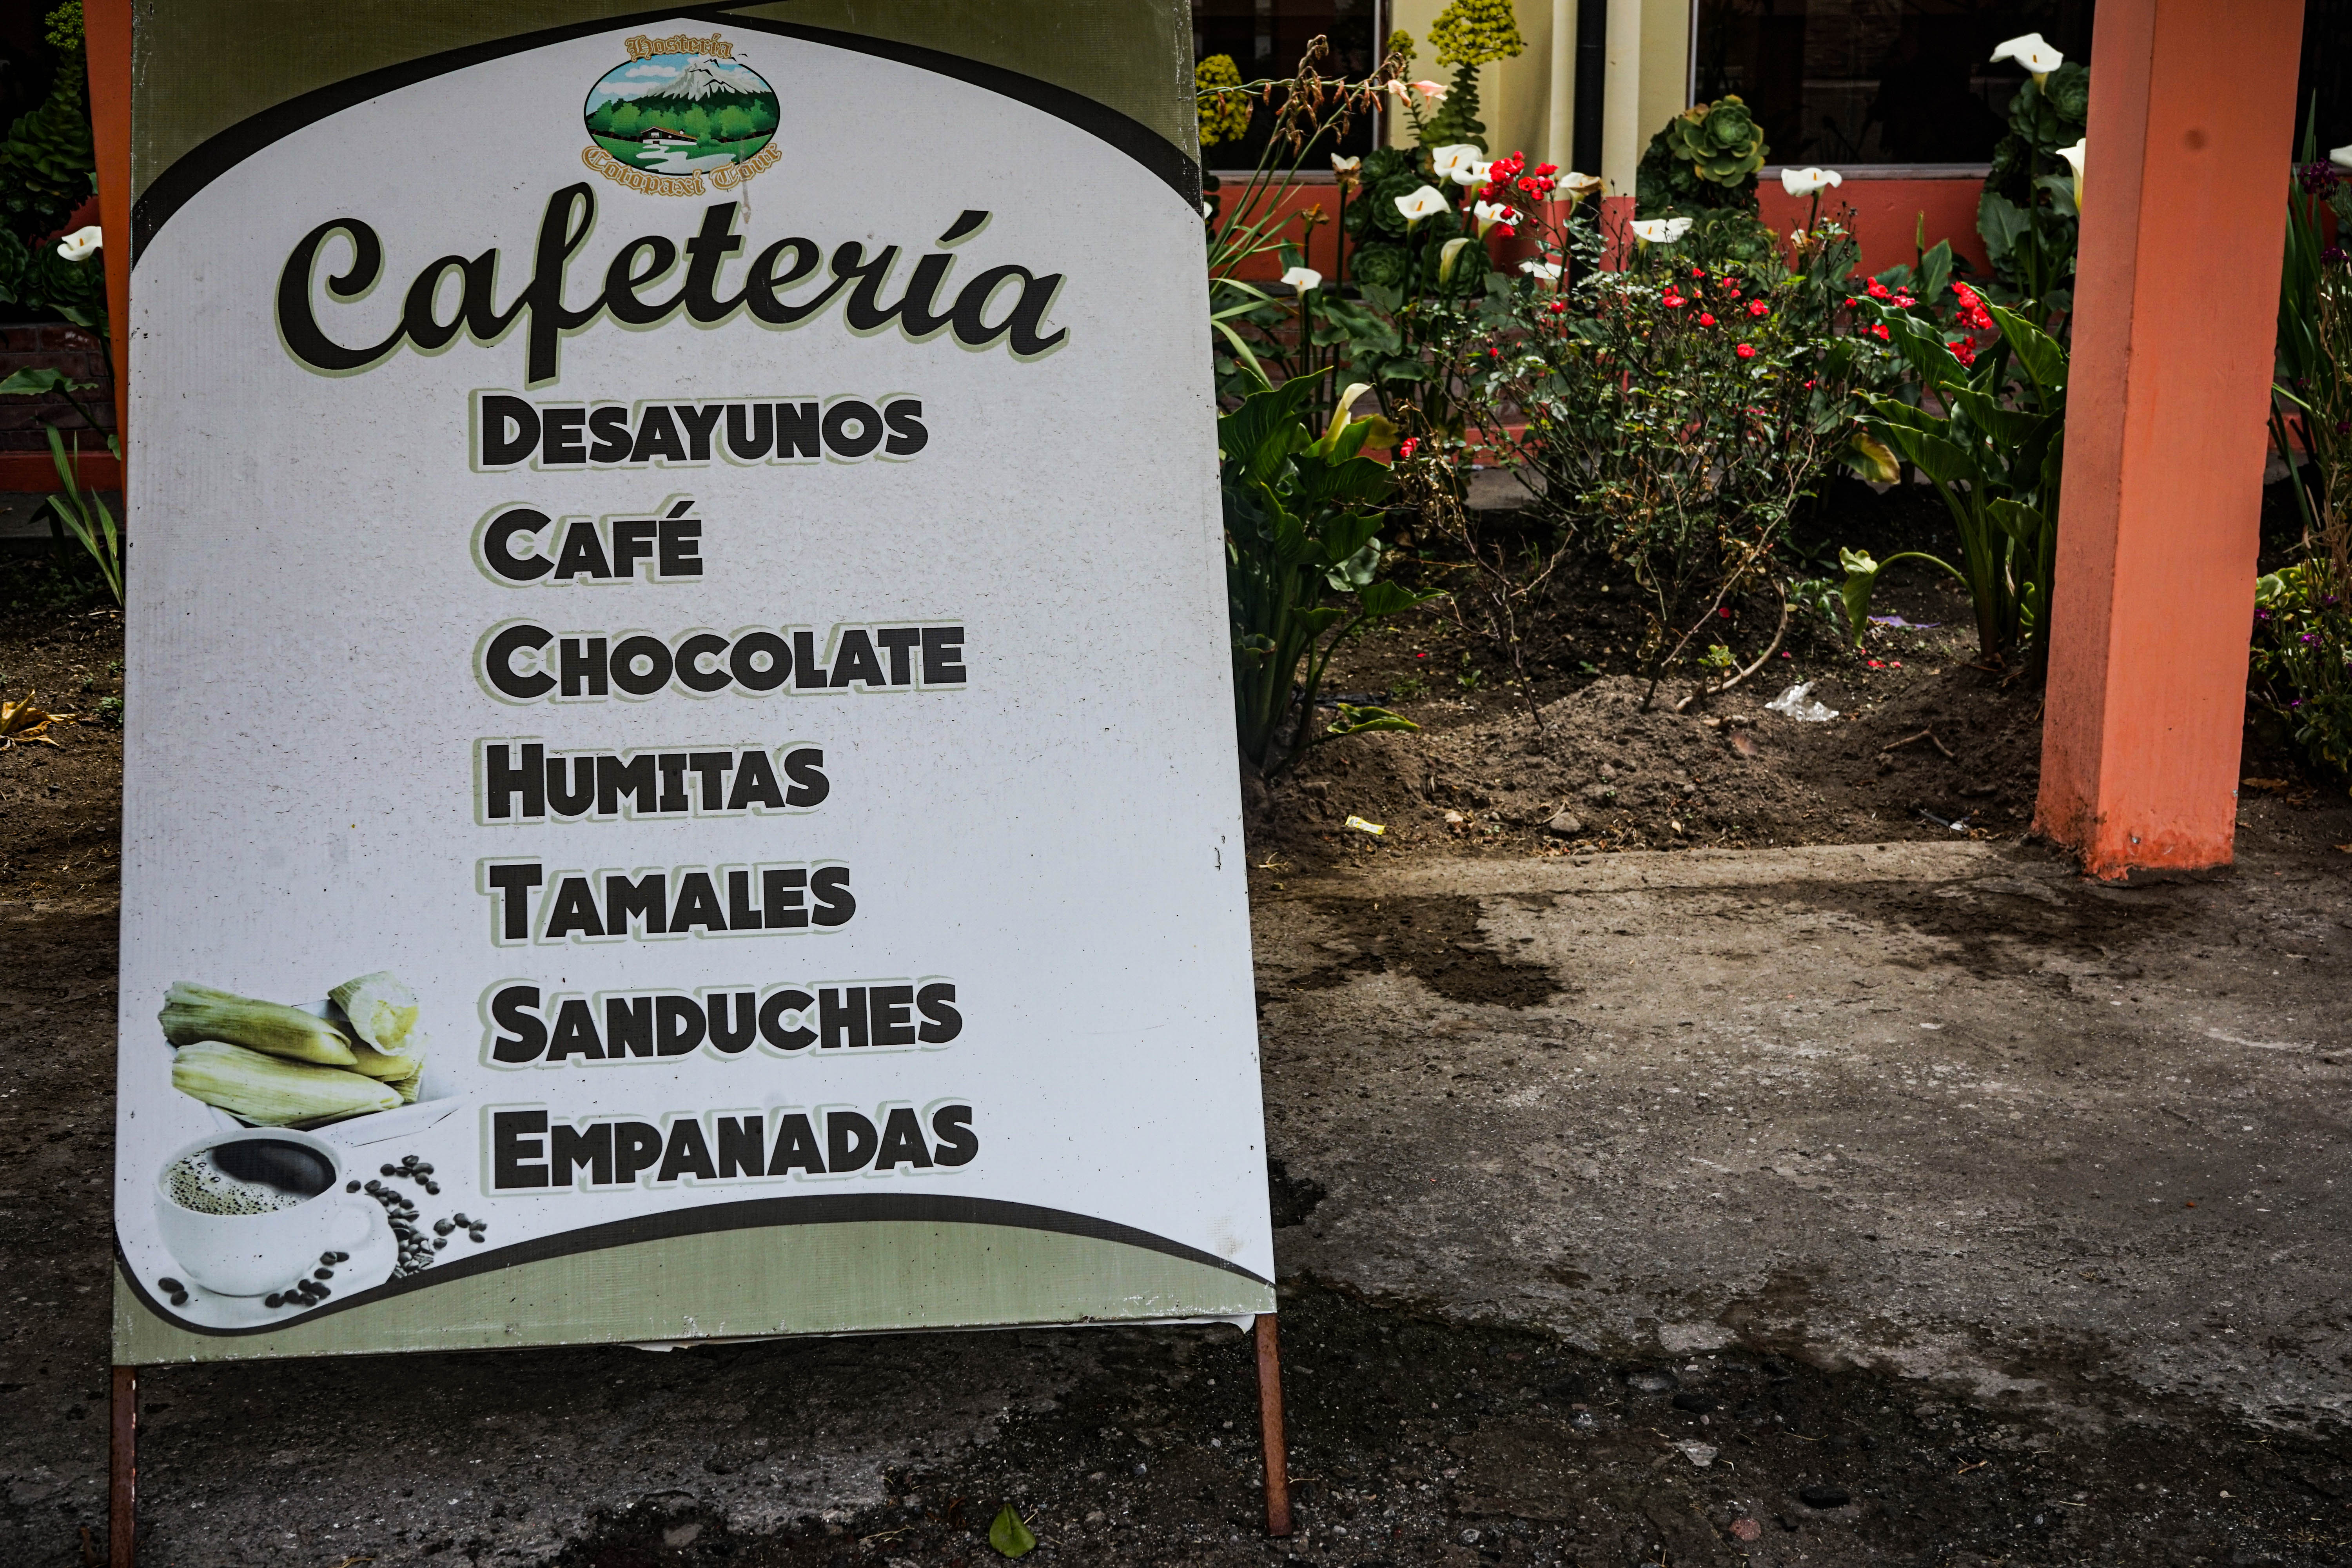 Hostería
Cotopaxi Tour
Cafetería
DESAYUNOS
CAFÉ
CHOCOLATE
HUMITAS
TAMALES
SANDUCHES
EMPANADAS